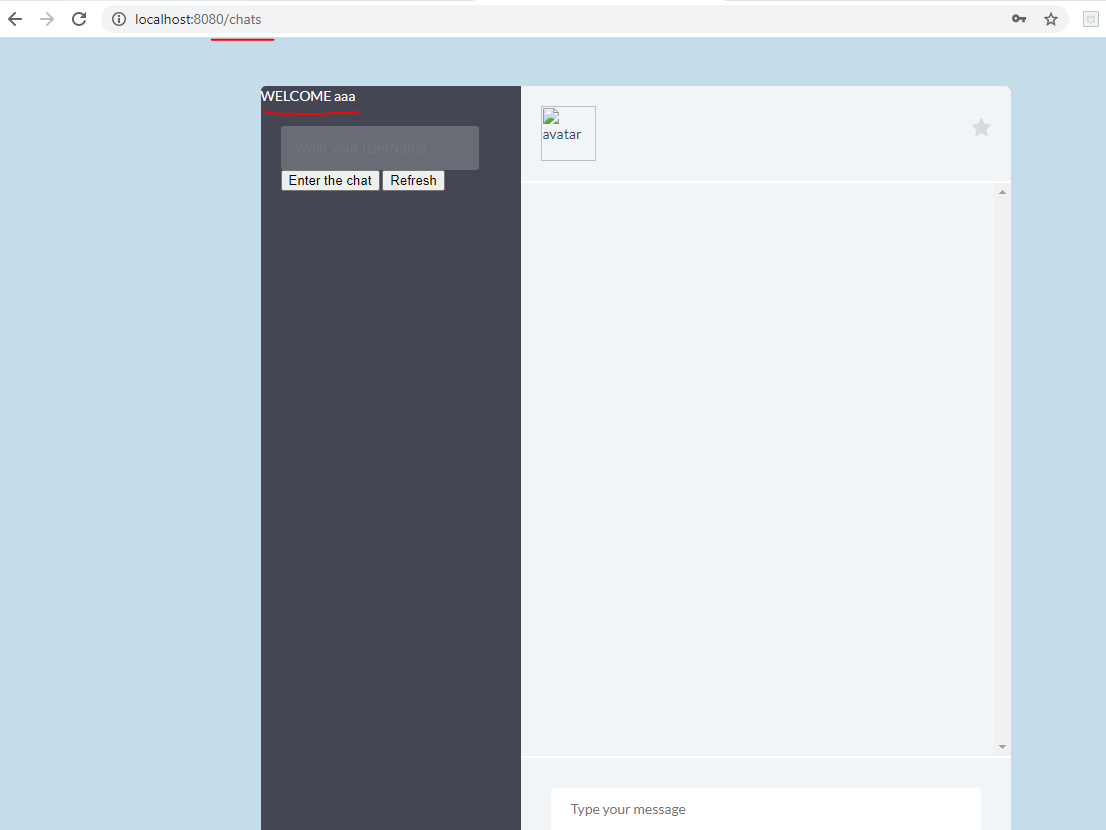 localhost:8080/chats
WELCOME aaa
avatar
Write your userName
Enter the chat Refresh
Type your message